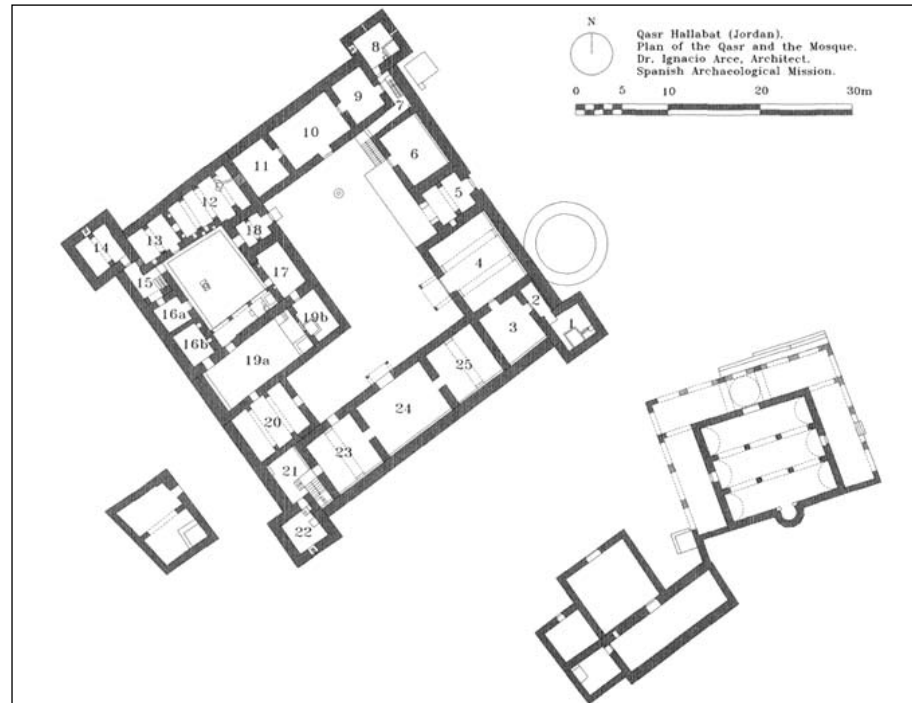 N
Qasr Hallabat (Jordan).
Plan of the Qasr and the Mosque.
Dr. Ignacio Arce, Architect.
Spanish Archaeological Mission.
0 5 10 20 30m
8
9
7
10
6
11
12
5
18
13
14
4
17
15
2
16a
19b
1
3
16b
19a
25
24
20
23
21
22